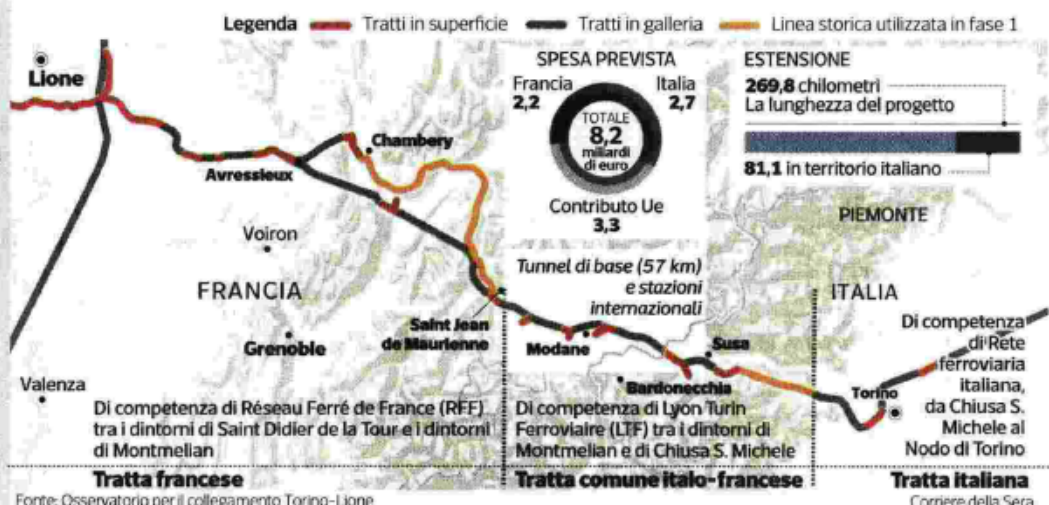 Legenda Tratti in superficie Tratti in galleria Linea storica utilizzata in fase 1
Lione
Chambery
Avressieux
Voiron
FRANCIA
Grenoble
Valenza
Saint Jean
de Maurienne
SPESA PREVISTA
Francia
2,2
Italia
2,7
TOTALE
8,2
miliardi
di euro
Contributo Ue
3,3
ESTENSIONE
269,8 chilometri
La lunghezza del progetto
81,1 in territorio italiano
PIEMONTE
Tunnel di base (57 km)
e stazioni
internazionali
ITALIA
Modane
Susa
Bardonecchia
Torino
Di competenza di Réseau Ferré de France (RFF)
tra i dintorni di Saint Didier de la Tour e i dintorni
di Montmelian
Di competenza di Lyon Turin
Ferroviaire (LTF) tra i dintorni di
Montmelian e di Chiusa S. Michele
Di competenza
di Rete
ferroviaria
italiana,
da Chiusa S.
Michele al
Nodo di Torino
Tratta francese
Tratta comune italo-francese
Tratta italiana
Fonte: Osservatorio per il collegamento Torino-Lione
Corriere della Sera